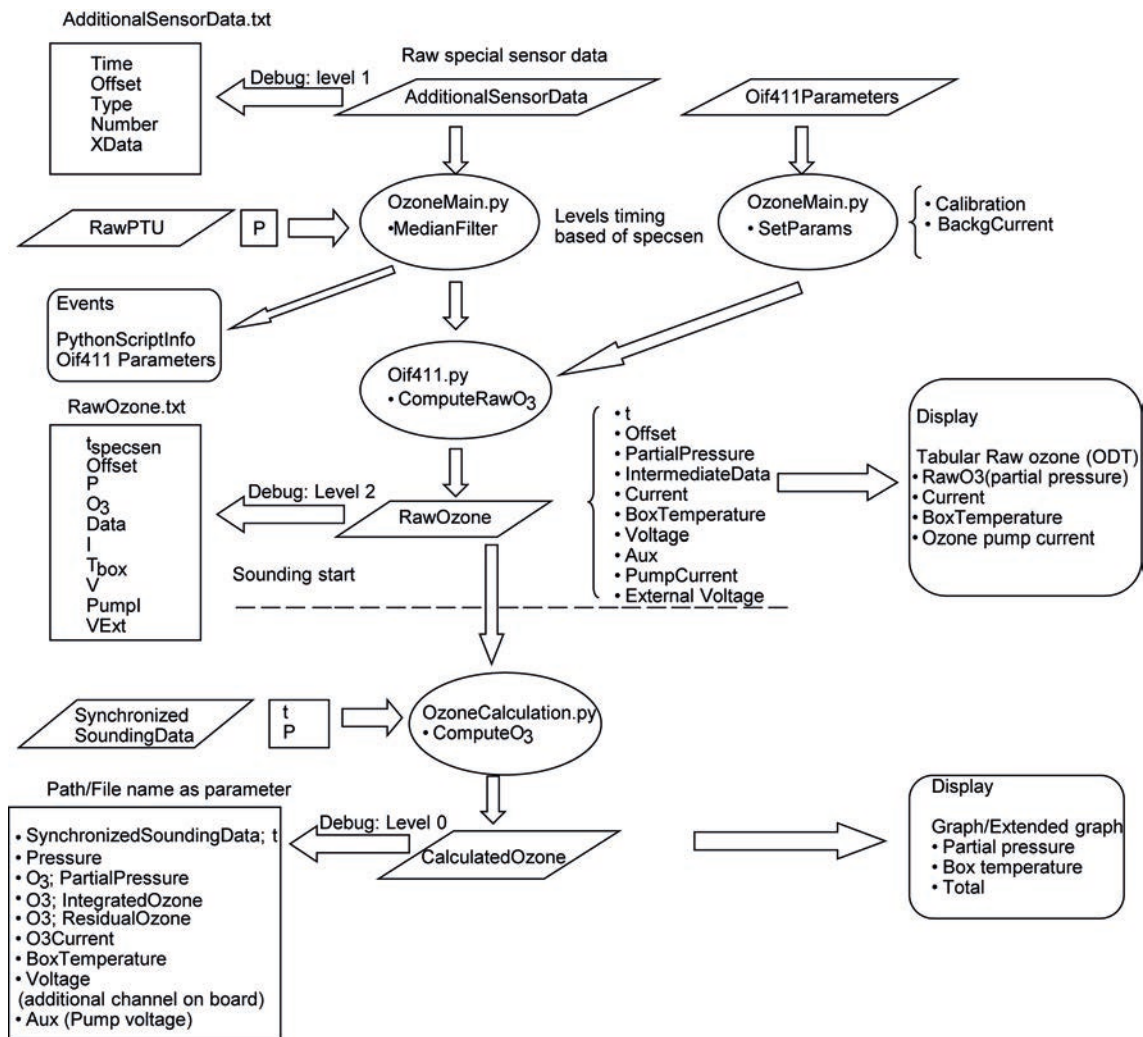 AdditionalSensorData.txt
Time
Offset
Type
Number
XData
Debug: level 1
Raw special sensor data
AdditionalSensorData
Oif411Parameters
RawPTU
P
OzoneMain.py
•MedianFilter
Levels timing
based of specsen
OzoneMain.py
• SetParams
• Calibration
• BackgCurrent
Events
PythonScriptInfo
Oif411 Parameters
Oif411.py
• ComputeRawO3
RawOzone.txt
tspecsen
Offset
P
O3
Data
I
Tbox
V
PumpI
VExt
Debug: Level 2
RawOzone
• t
• Offset
• PartialPressure
• IntermediateData
• Current
• BoxTemperature
• Voltage
• Aux
• PumpCurrent
• External Voltage
Display
Tabular Raw ozone (ODT)
• RawO3(partial pressure)
• Current
• BoxTemperature
• Ozone pump current
Sounding start
Synchronized
SoundingData
t
P
OzoneCalculation.py
• ComputeO3
Path/File name as parameter
• SynchronizedSoundingData; t
• Pressure
• O3; PartialPressure
• O3; IntegratedOzone
• O3; ResidualOzone
• O3Current
• BoxTemperature
• Voltage
(additional channel on board)
• Aux (Pump voltage)
Debug: Level 0
CalculatedOzone
Display
Graph/Extended graph
• Partial pressure
• Box temperature
• Total